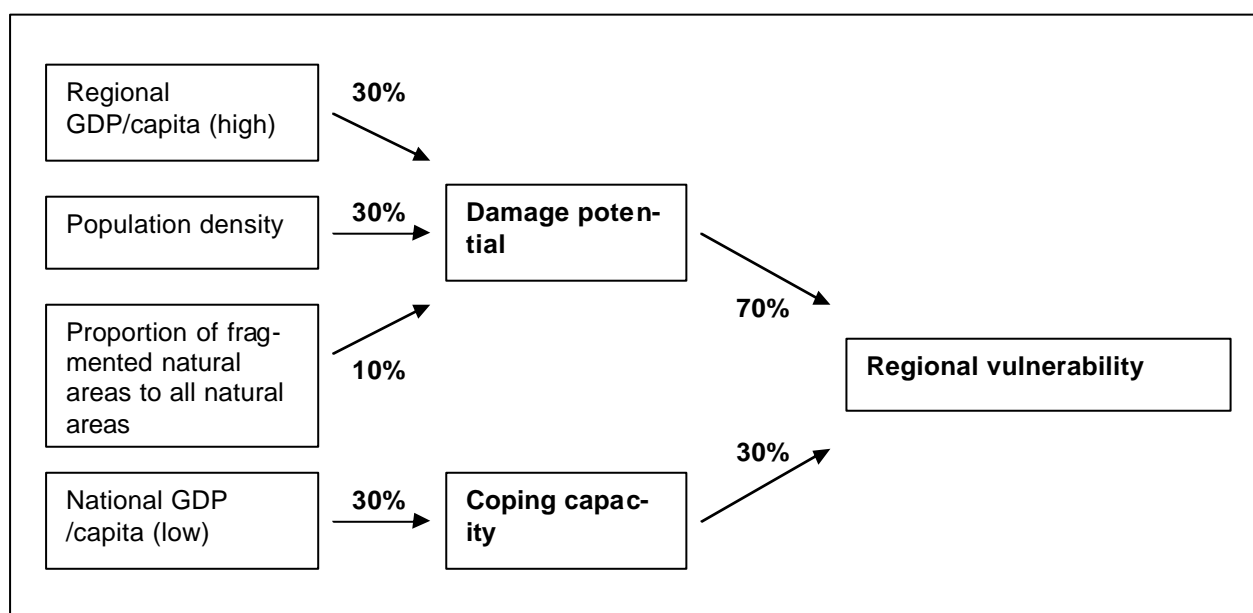 Regional
GDP/capita (high)
30%
Population density
30%
Damage poten-
tial
Proportion of frag-
mented natural
areas to all natural
areas
10%
70%
Regional vulnerability
National GDP
/capita (low)
30%
Coping capac-
ity
30%